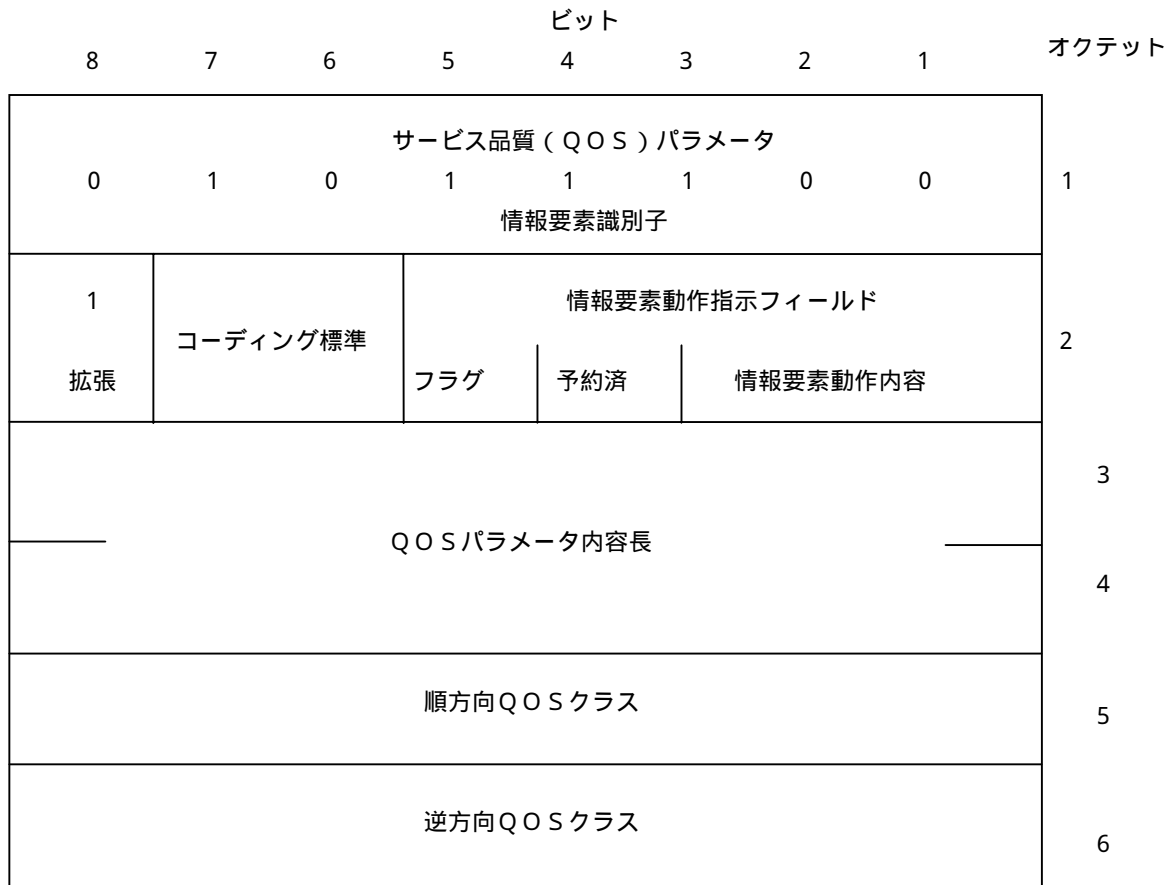 ビット
オクテット
8 7 6 5 4 3 2 1
サービス品質(QOS)パラメータ
0 1 0 1 1 1 0 0 1
情報要素識別子
1 情報要素動作指示フィールド
コーディング標準 2
拡張 フラグ 予約済 情報要素動作内容
3
QOSパラメータ内容長
4
順方向QOSクラス
5
逆方向QOSクラス
6